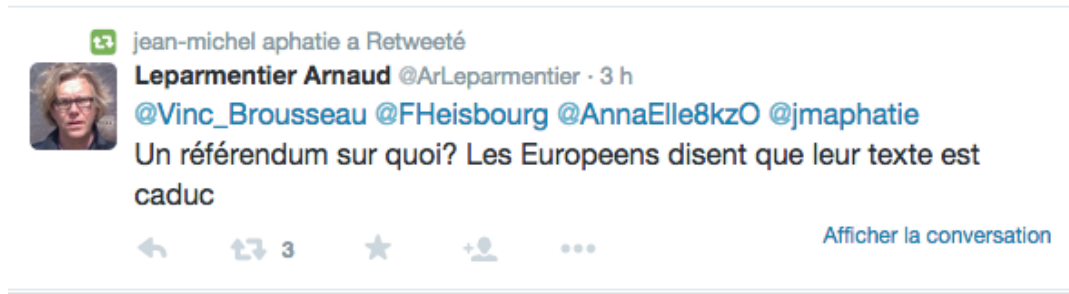 jean-michel aphatie a Retweeté
Leparmentier Arnaud @ArLeparmentier · 3 h
@Vinc_Brousseau @FHeisbourg @AnnaElle8kzO @jmaphatie
Un référendum sur quoi? Les Europeens disent que leur texte est
caduc
3
Afficher la conversation